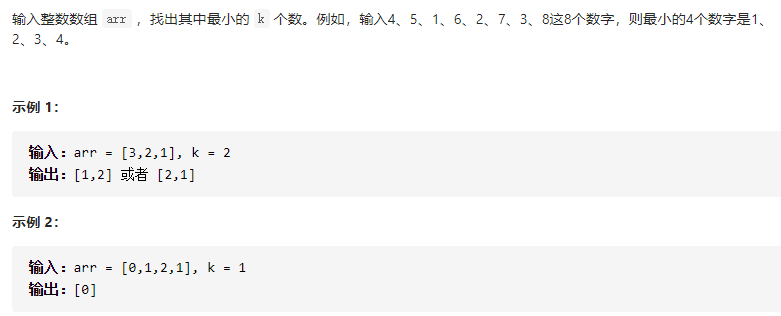 输入整数数组 arr ，找出其中最小的 k 个数。例如，输入4、5、1、6、2、7、3、8这8个数字，则最小的4个数字是1、
2、3、4。
示例 1：
输入：arr = [3,2,1], k = 2
输出：[1,2] 或者 [2,1]
示例 2：
输入：arr = [0,1,2,1], k = 1
输出：[0]